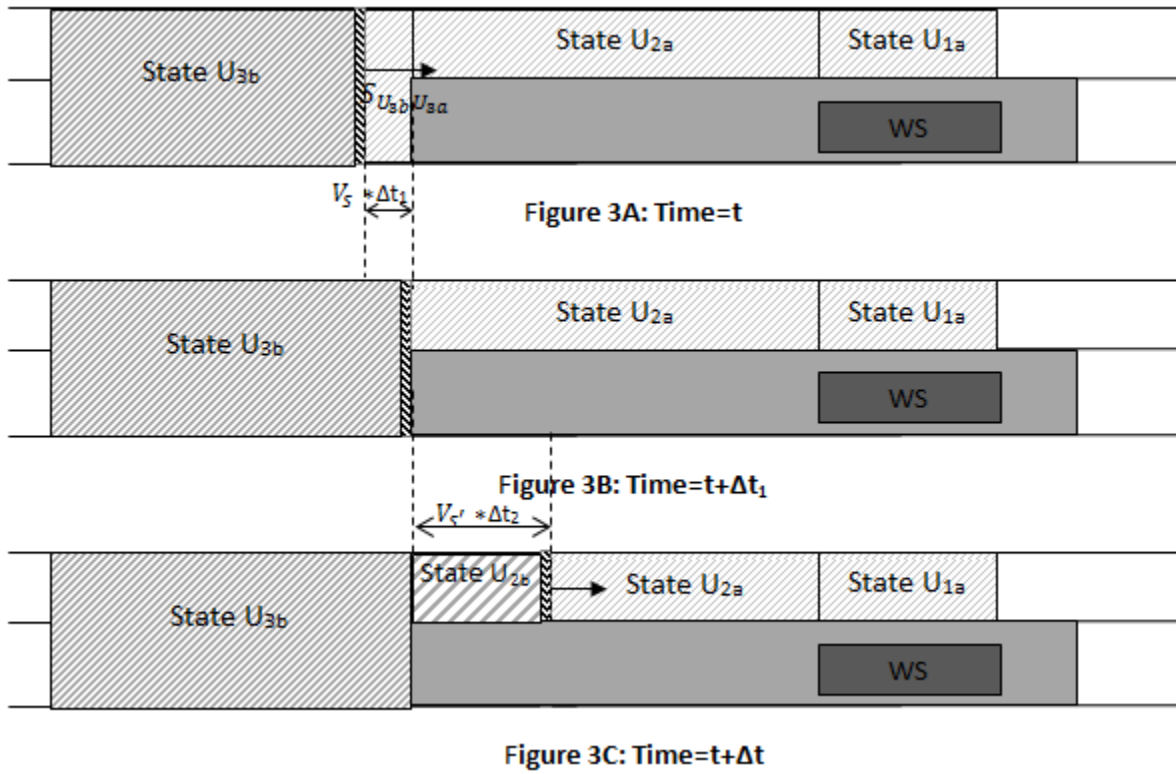 State U3b
State U2a
State U1a
S U3b U3a
WS
Vs *Δt1
Figure 3A: Time=t
State U3b
State U2a
State U1a
WS
Figure 3B: Time=t+Δt1
Vs' *Δt2
State U3b
State U2b
State U2a
State U1a
WS
Figure 3C: Time=t+Δt